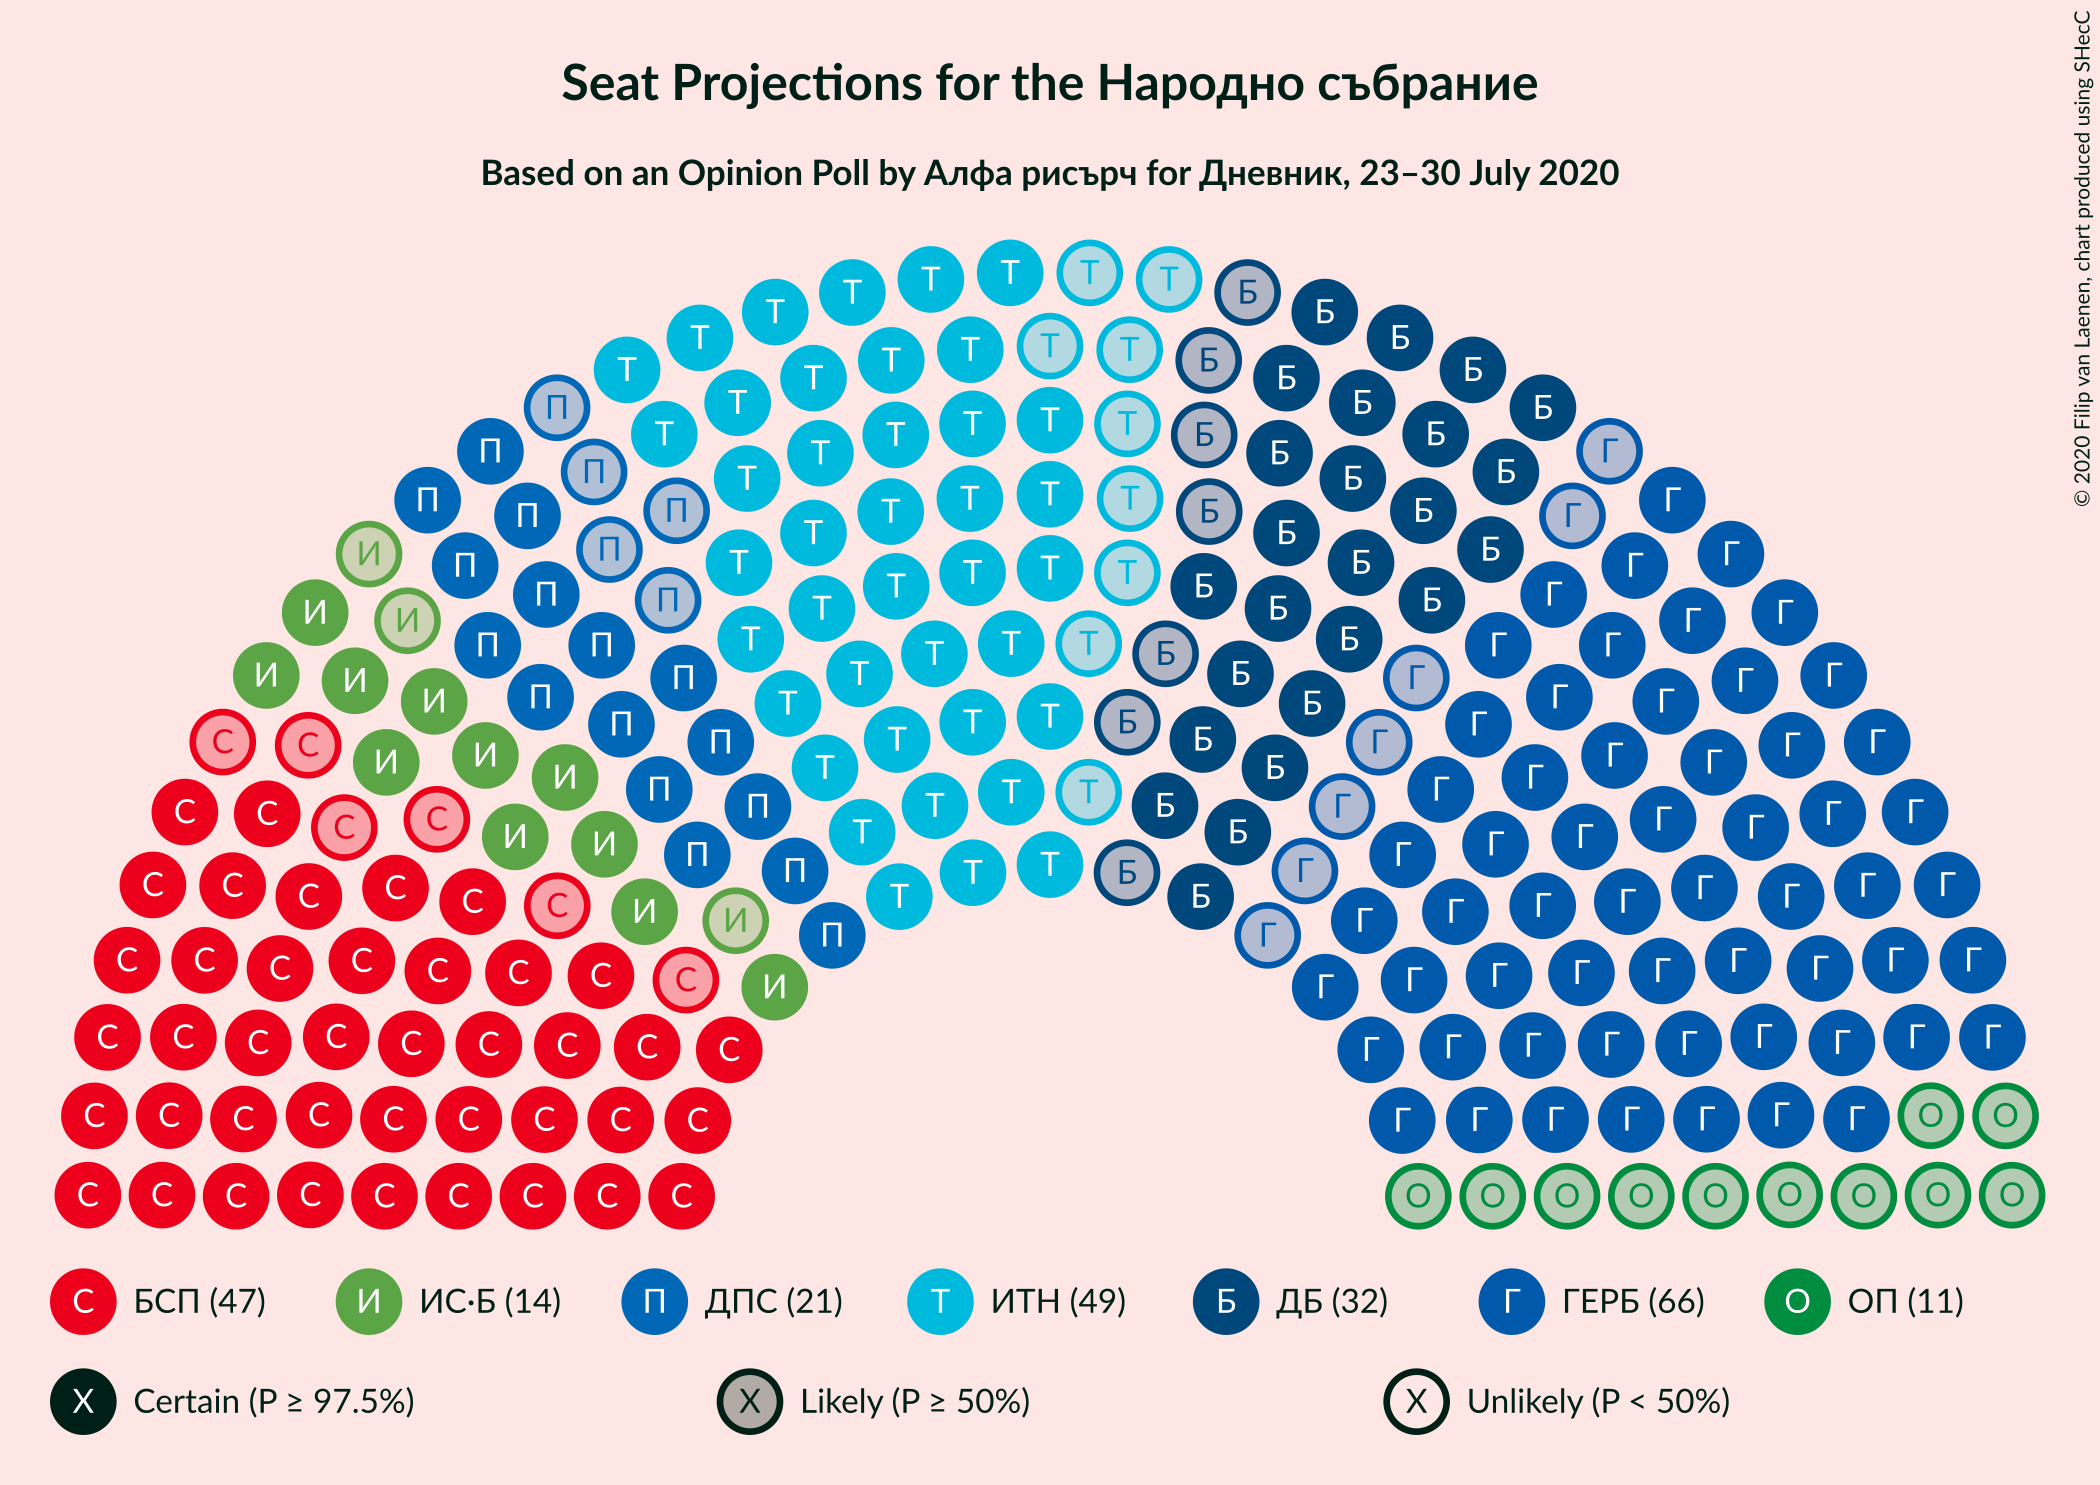 Seat Projections for the Народно събрание
Based on an Opinion Poll by Алфа рисърч for Дневник, 23–30 July 2020
© 2020 Filip van Laenen, chart produced using SHecC
С БСП (47) И ИС·Б (14) П ДПС (21) Т ИТН (49) Б ДБ (32) Г ГЕРБ (66) О ОП (11)
X Certain (P ≥ 97.5%) X Likely (P ≥ 50%) X Unlikely (P < 50%)